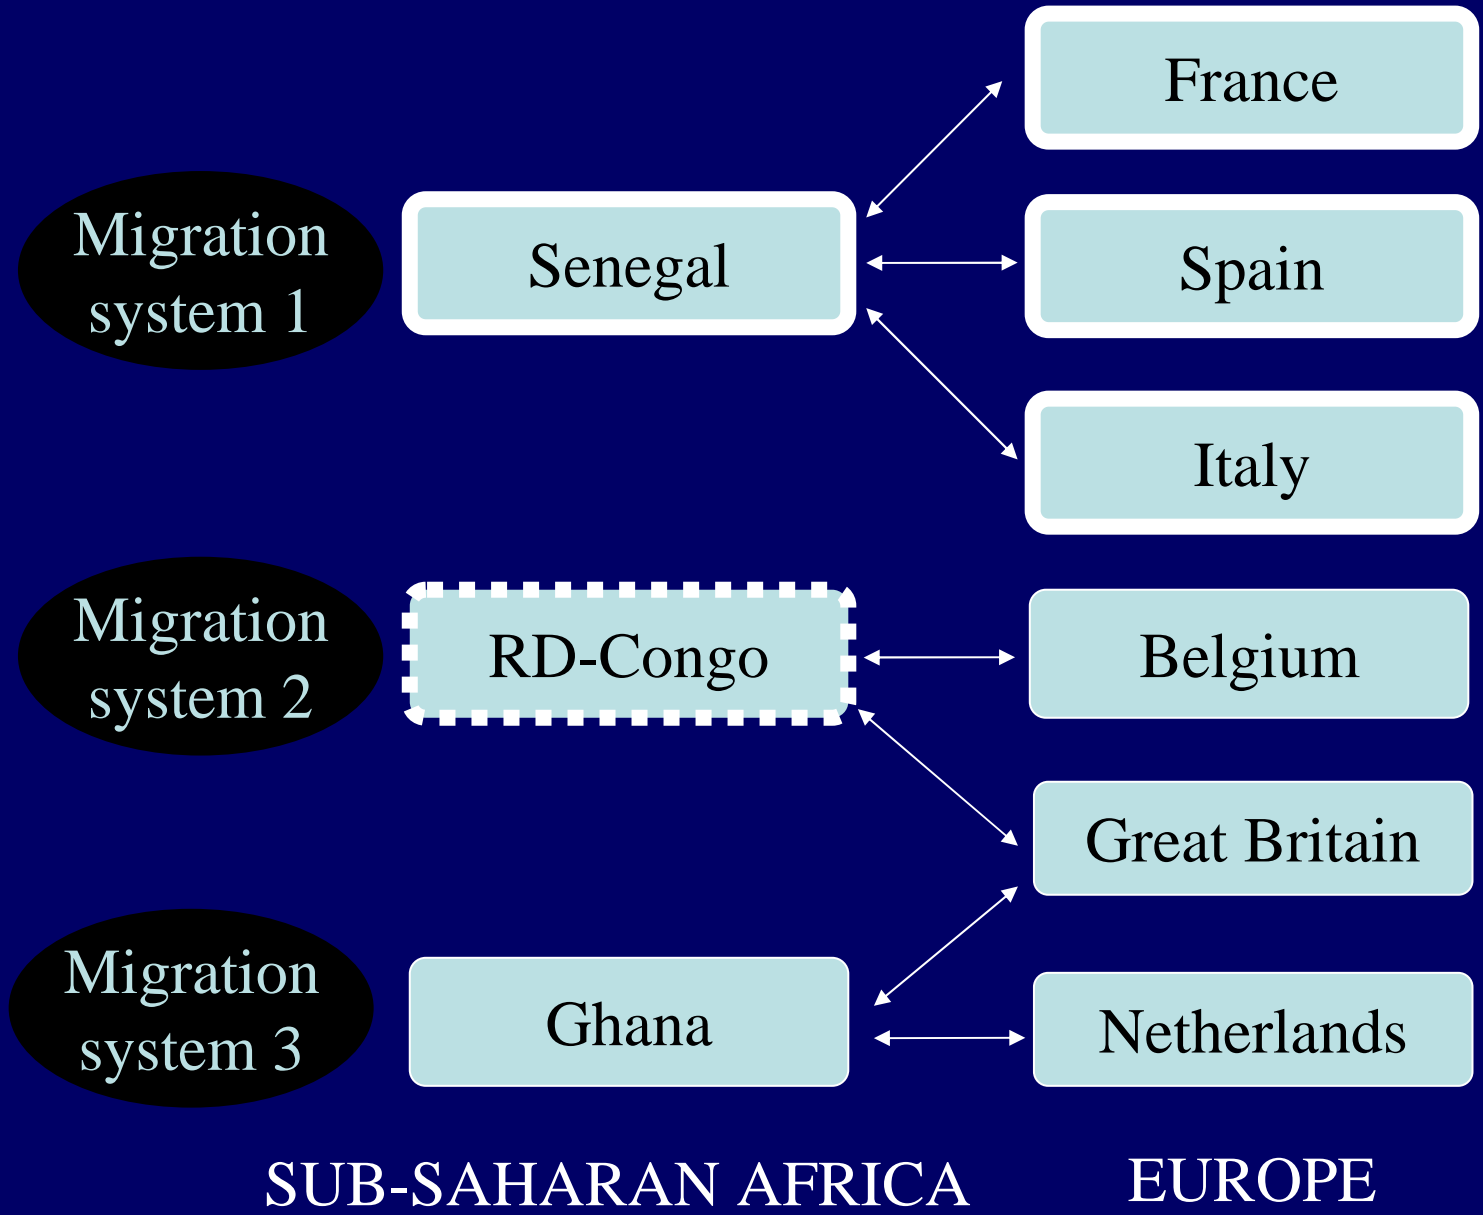 France
Migration
system 1
Senegal
Spain
Italy
Migration
system 2
RD-Congo
Belgium
Great Britain
Migration
system 3
Ghana
Netherlands
SUB-SAHARAN AFRICA
EUROPE